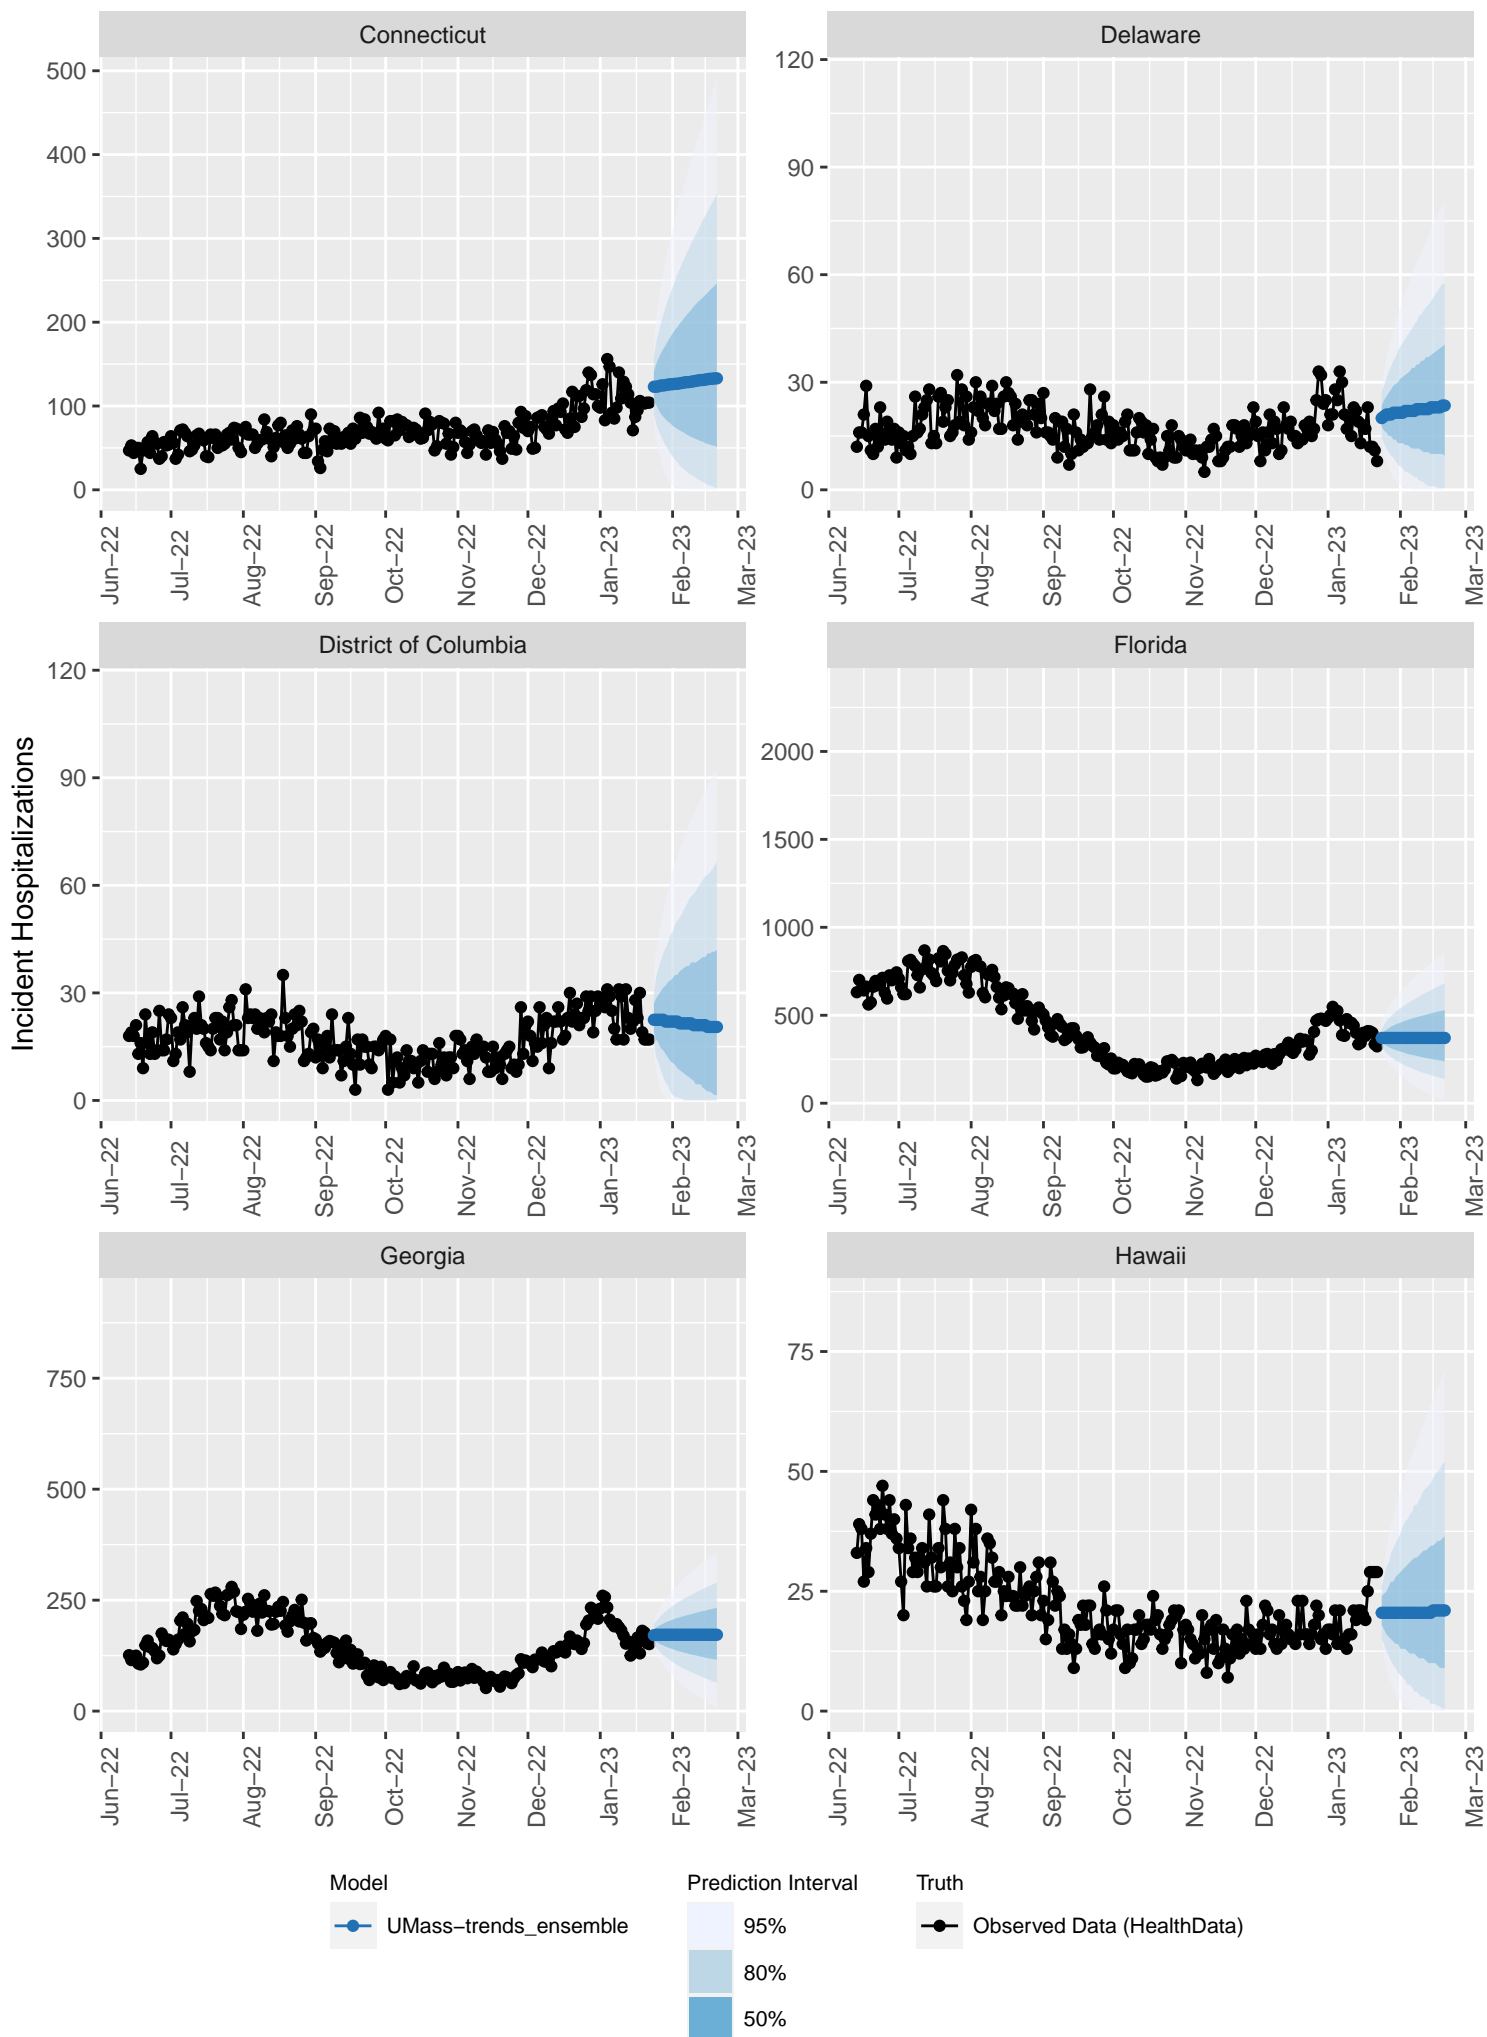 Connecticut
500
400
300
200
100
0
Jun−22
Jul−22
Aug−22
Sep−22
Oct−22
Nov−22
Dec−22
Jan−23
Feb−23
Mar−23
Delaware
120
90
60
30
0
Jun−22
Jul−22
Aug−22
Sep−22
Oct−22
Nov−22
Dec−22
Jan−23
Feb−23
Mar−23
Incident Hospitalizations
District of Columbia
120
90
60
30
0
Jun−22
Jul−22
Aug−22
Sep−22
Oct−22
Nov−22
Dec−22
Jan−23
Feb−23
Mar−23
Florida
2000
1500
1000
500
0
Jun−22
Jul−22
Aug−22
Sep−22
Oct−22
Nov−22
Dec−22
Jan−23
Feb−23
Mar−23
Georgia
750
500
250
0
Jun−22
Jul−22
Aug−22
Sep−22
Oct−22
Nov−22
Dec−22
Jan−23
Feb−23
Mar−23
Hawaii
75
50
25
0
Jun−22
Jul−22
Aug−22
Sep−22
Oct−22
Nov−22
Dec−22
Jan−23
Feb−23
Mar−23
Model
UMass−trends_ensemble
Prediction Interval
95%
80%
50%
Truth
Observed Data (HealthData)